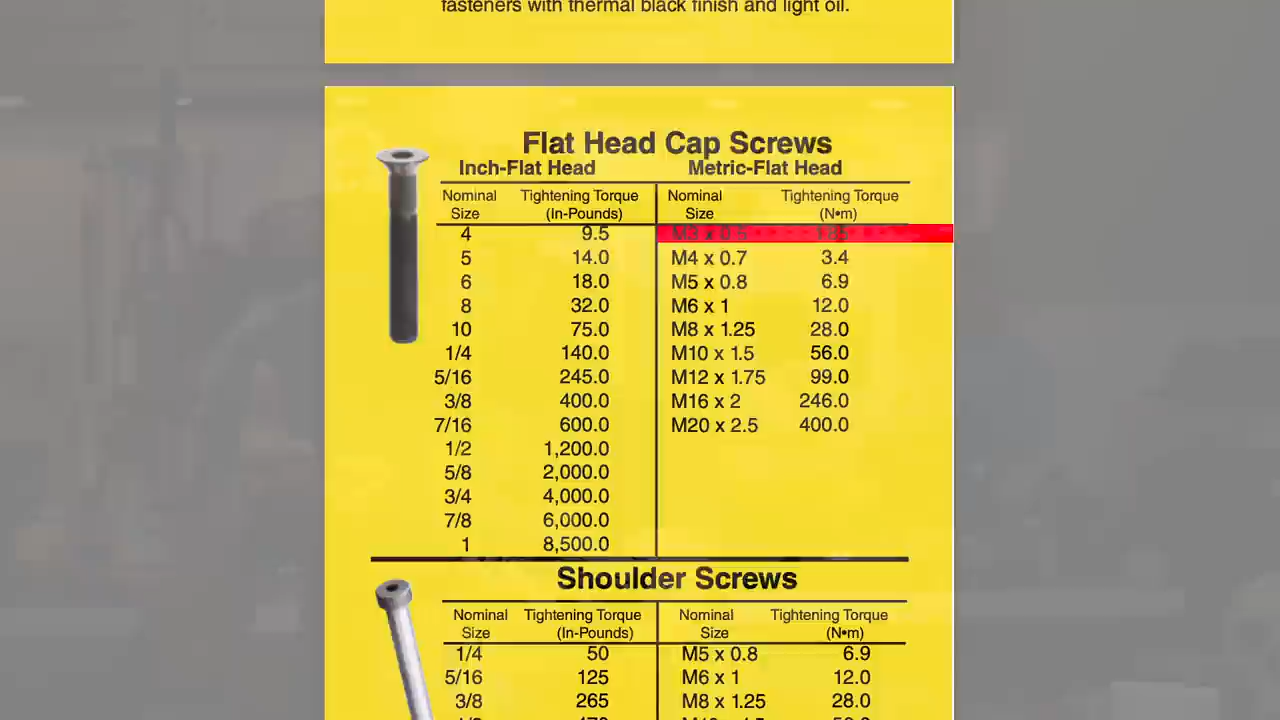 fasteners with thermal black finish and light oil.
Flat Head Cap Screws
Inch-Flat Head Metric-Flat Head
Nominal Size Tightening Torque (In-Pounds) Nominal Size Tightening Torque (N•m)
4 9.5 M3 x 0.5
5 14.0 M4 x 0.7 3.4
6 18.0 M5 x 0.8 6.9
8 32.0 M6 x 1 12.0
10 75.0 M8 x 1.25 28.0
1/4 140.0 M10 x 1.5 56.0
5/16 245.0 M12 x 1.75 99.0
3/8 400.0 M16 x 2 246.0
7/16 600.0 M20 x 2.5 400.0
1/2 1,200.0
5/8 2,000.0
3/4 4,000.0
7/8 6,000.0
1 8,500.0
Shoulder Screws
Nominal Size Tightening Torque (In-Pounds) Nominal Size Tightening Torque (N•m)
1/4 50 M5 x 0.8 6.9
5/16 125 M6 x 1 12.0
3/8 265 M8 x 1.25 28.0